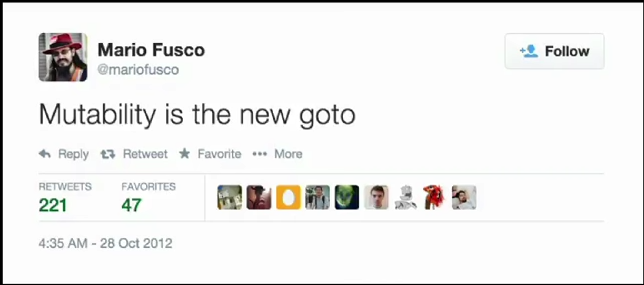 Mario Fusco
@mariofusco
Follow
Mutability is the new goto
Reply Retweet Favorite More
RETWEETS FAVORITES
221 47
4:35 AM - 28 Oct 2012